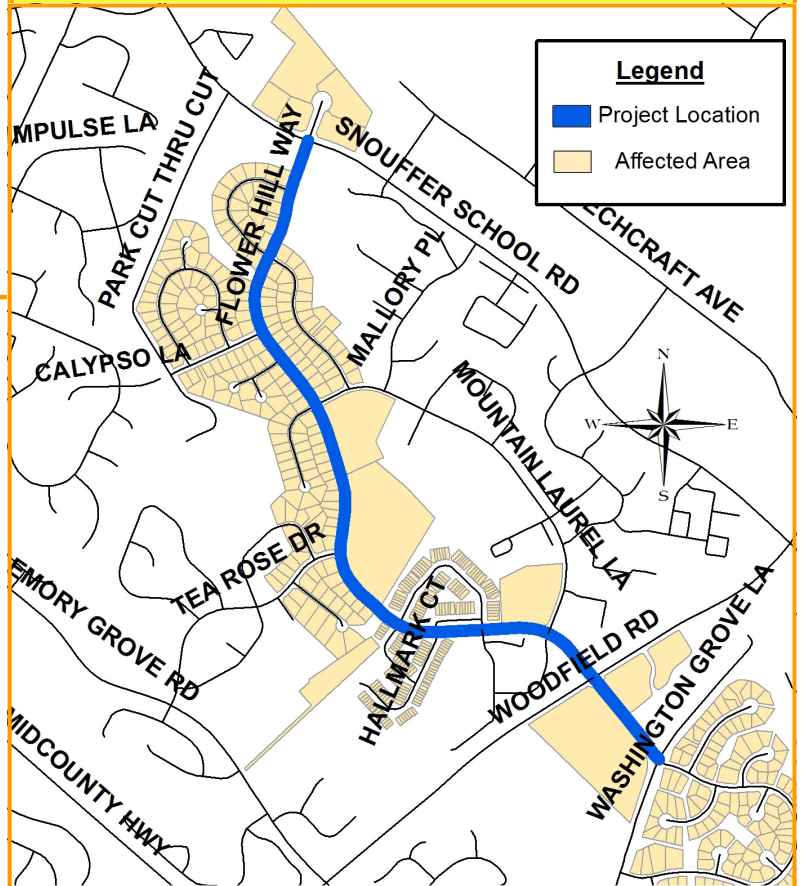 Legend
Project Location
Affected Area
MPULSE LA
PARK CUT THRU CUT
FLOWER HILL WAY
SNOUFFER SCHOOL RD
ECHCRAFT AVE
MALLORY PL
CALYPSO LA
N
W
E
S
MOUNTAIN LAUREL LA
TEA ROSE DR
EMORY GROVE RD
HALLMARK CT
WOODFIELD RD
WASHINGTON GROVE LA
MIDCOUNTY HWY